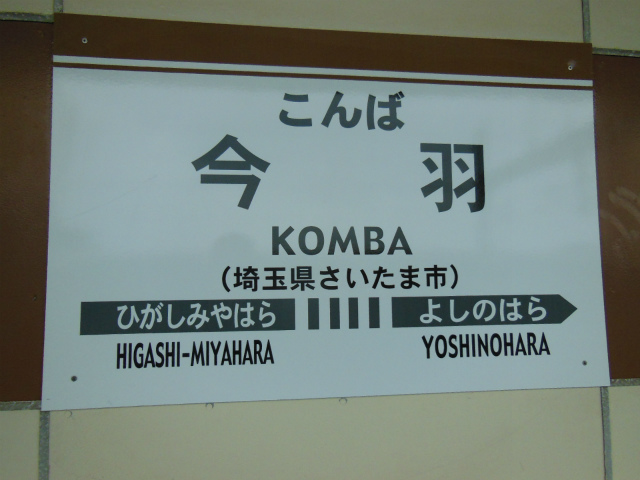 こんば
今羽
KOMBA
(埼玉県さいたま市)
ひがしみやはら よしのはら
HIGASHI-MIYAHARA YOSHINOHARA